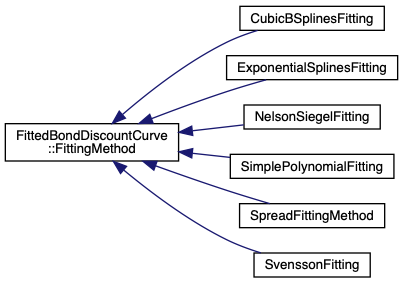 CubicBSplinesFitting
ExponentialSplinesFitting
NelsonSiegelFitting
FittedBondDiscountCurve
::FittingMethod
SimplePolynomialFitting
SpreadFittingMethod
SvenssonFitting